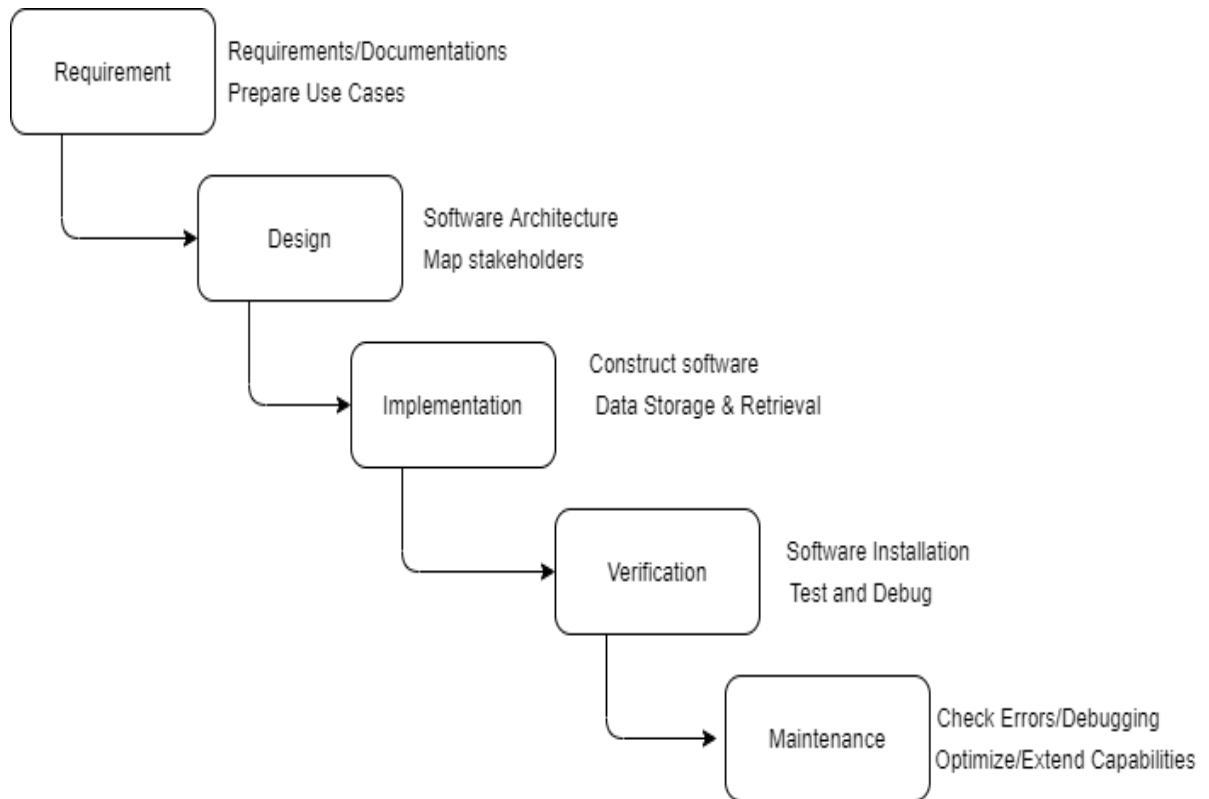 Requirement
Requirements/Documentations
Prepare Use Cases
Design
Software Architecture
Map stakeholders
Implementation
Construct software
Data Storage & Retrieval
Verification
Software Installation
Test and Debug
Maintenance
Check Errors/Debugging
Optimize/Extend Capabilities